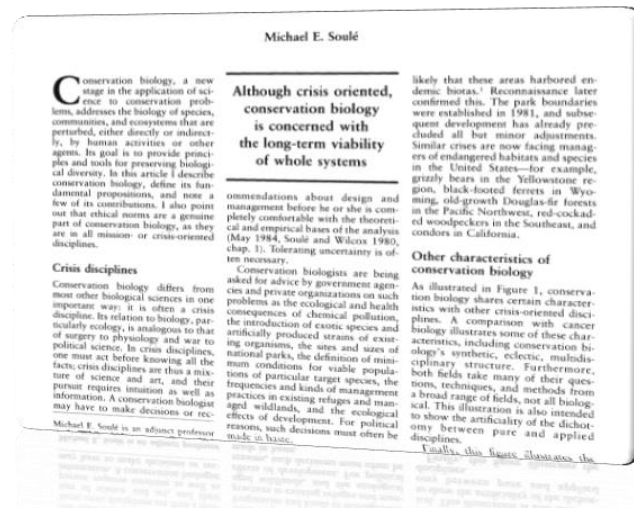 Michael E. Soulé
Conservation biology, a new
stage in the application of sci-
ence to conservation prob-
lems, addresses the biology of species,
communities, and ecosystems that are
perturbed, either directly or indirect-
ly, by human activities or other
agents. Its goal is to provide princi-
ples and tools for preserving biologi-
cal diversity. In this article I describe
conservation biology, define its fun-
damental propositions, and note a
few of its contributions. I also point
out that ethical norms are a genuine
part of conservation biology, as they
are in all mission- or crisis-oriented
disciplines.
Crisis disciplines
Conservation biology differs from
most other biological sciences in one
important way: it is often a crisis
discipline. Its relation to biology, par-
ticularly ecology, is analogous to that
of surgery to physiology and war to
political science. In crisis disciplines,
one must act before knowing all the
facts; crisis disciplines are thus a mix-
ture of science and art, and their
pursuit requires intuition as well as
information. A conservation biologist
may have to make decisions or rec-
Michael E. Soulé is an adjunct professor
Although crisis oriented,
conservation biology
is concerned with
the long-term viability
of whole systems
ommendations about design and
management before he or she is com-
pletely comfortable with the theoreti-
cal and empirical bases of the analysis
(May 1984, Soulé and Wilcox 1980,
chap. 1). Tolerating uncertainty is of-
ten necessary.
Conservation biologists are being
asked for advice by government agen-
cies and private organizations on such
problems as the ecological and health
consequences of chemical pollution,
the introduction of exotic species and
artificially produced strains of exist-
ing organisms, the sites and sizes of
national parks, the definition of mini-
mum conditions for viable popula-
tions of particular target species, the
frequencies and kinds of management
practices in existing refuges and man-
aged wildlands, and the ecological
effects of development. For political
reasons, such decisions must often be
made in haste.
likely that these areas harbored en-
demic biotas.¹ Reconnaissance later
confirmed this. The park boundaries
were established in 1981, and subse-
quent development has already pre-
cluded all but minor adjustments.
Similar crises are now facing manag-
ers of endangered habitats and species
in the United States—for example,
grizzly bears in the Yellowstone re-
gion, black-footed ferrets in Wyo-
ming, old-growth Douglas-fir forests
in the Pacific Northwest, red-cockad-
ed woodpeckers in the Southeast, and
condors in California.
Other characteristics of
conservation biology
As illustrated in Figure 1, conserva-
tion biology shares certain character-
istics with other crisis-oriented disci-
plines. A comparison with cancer
biology illustrates some of these char-
acteristics, including conservation bi-
ology's synthetic, eclectic, multidis-
ciplinary structure. Furthermore,
both fields take many of their ques-
tions, techniques, and methods from
a broad range of fields, not all biolog-
ical. This illustration is also intended
to show the artificiality of the dichot-
omy between pure and applied
disciplines.
Finally, this figure illustrates the